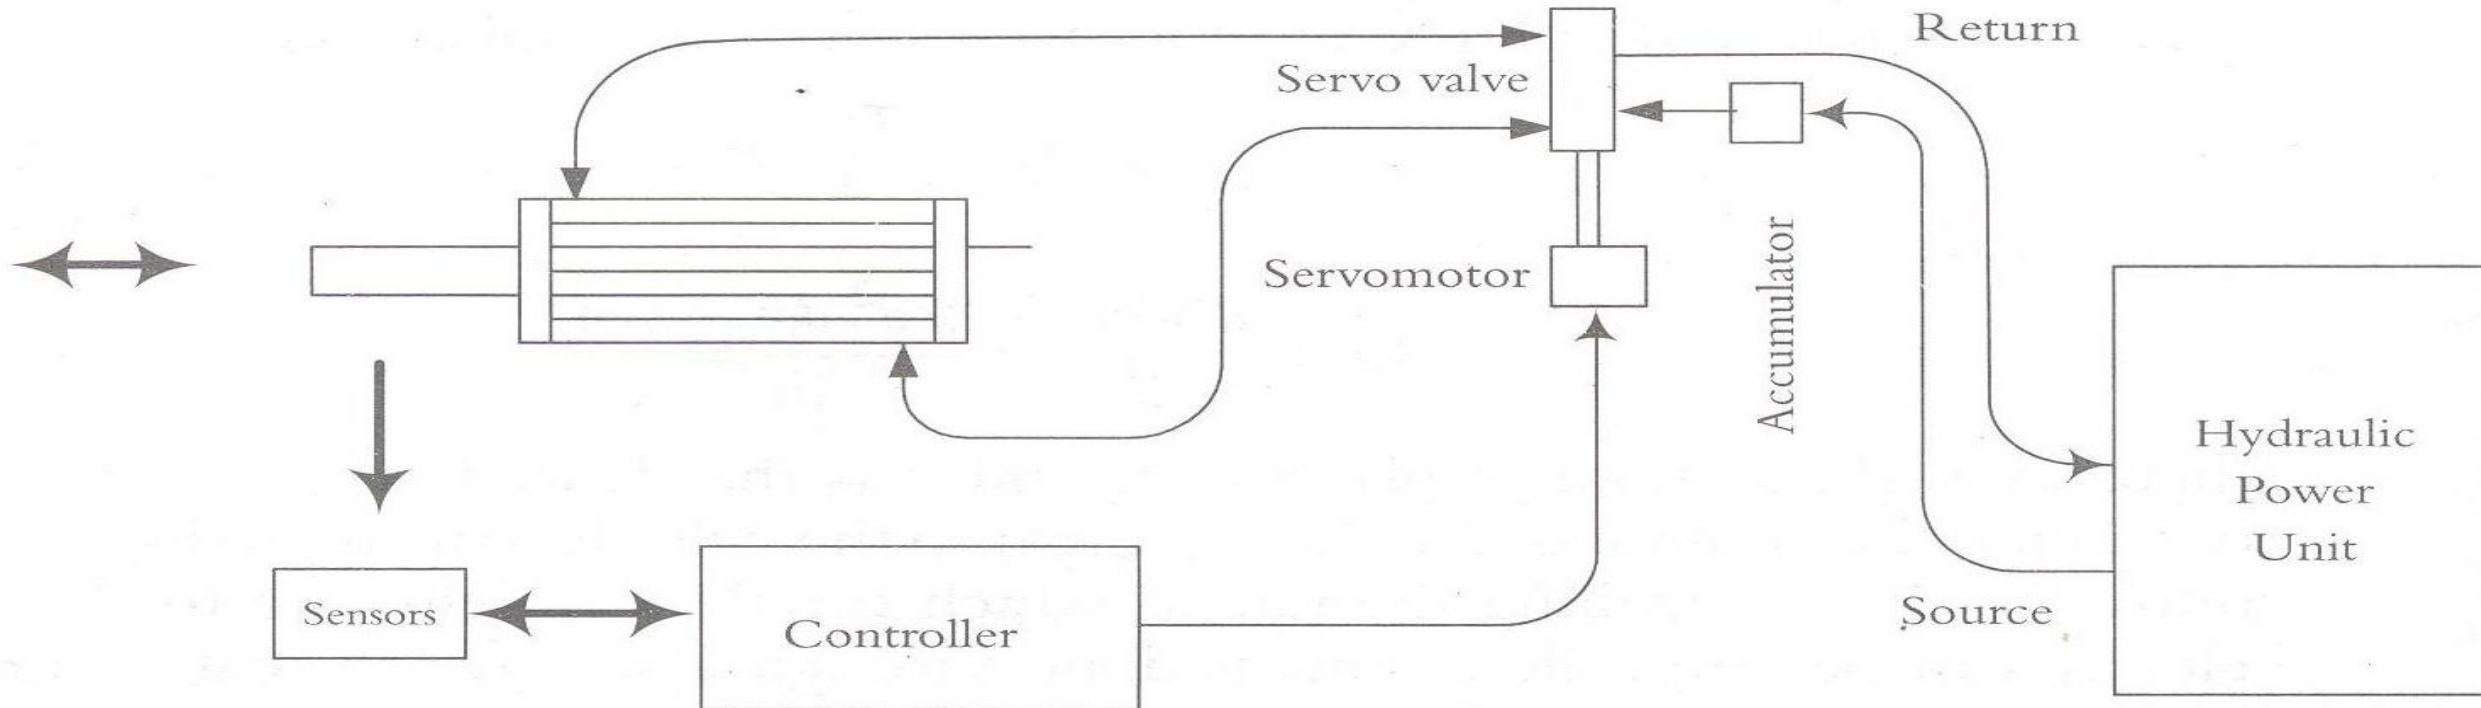 Return
Servo valve
Servomotor
Accumulator
Hydraulic
Power
Unit
Source
Sensors
Controller